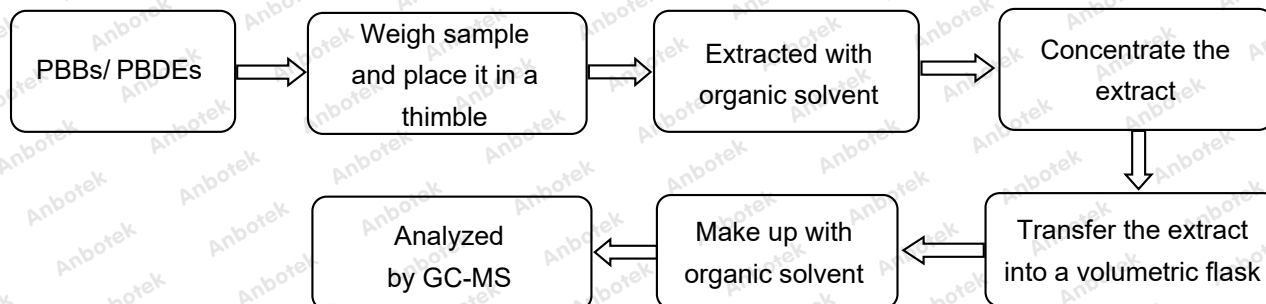 PBBs/ PBDEs
Weigh sample
and place it in a
thimble
Extracted with
organic solvent
Concentrate the
extract
Transfer the extract
into a volumetric flask
Make up with
organic solvent
Analyzed
by GC-MS
Anbotek